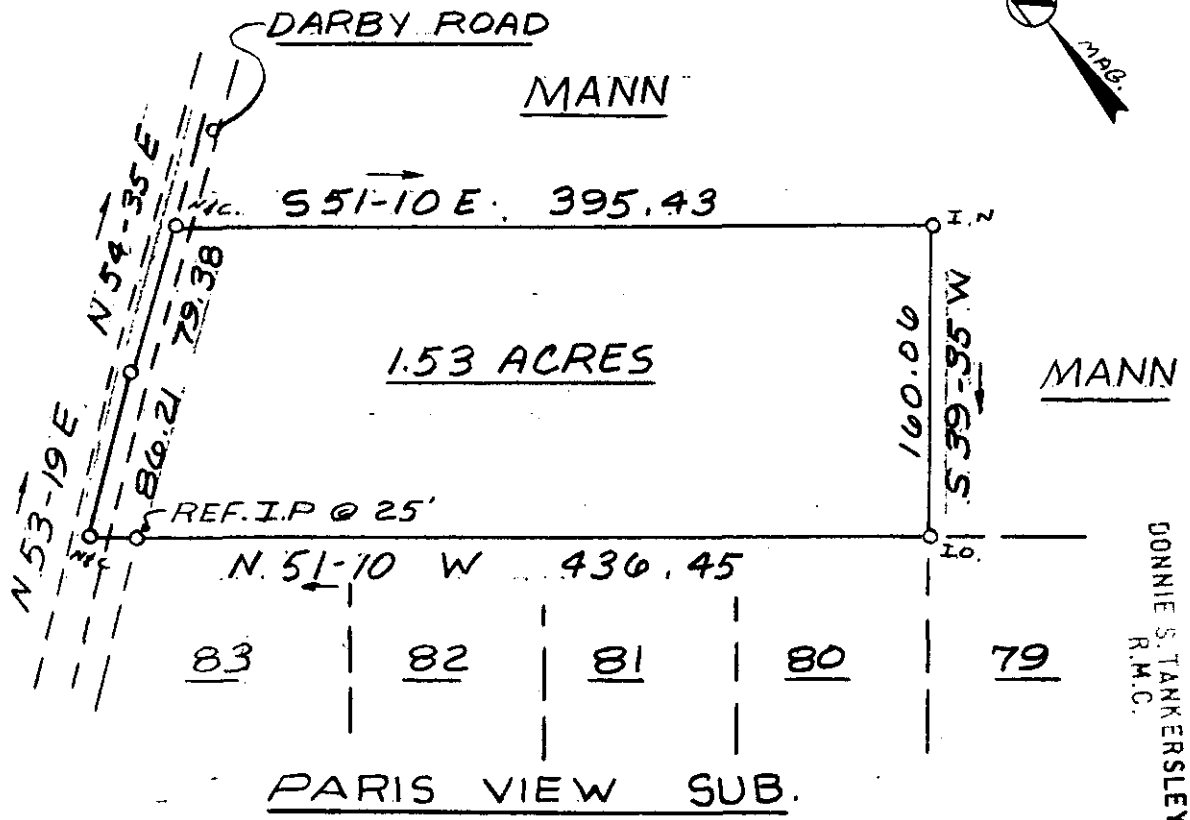 DARBY ROAD
MAG.
MANN
S 51-10 E. 395.43
N&C.
I.N
N 54-35 E
79.38
1.53 ACRES
160.06
S 39-35 W
MANN
N 53-19 E.
86.21
REF. I.P @ 25'
N&C
I.O.
N. 51-10 W 436.45
83 82 81 80 79
PARIS VIEW SUB.
DONNIE S. TANKERSLEY
R.M.C.